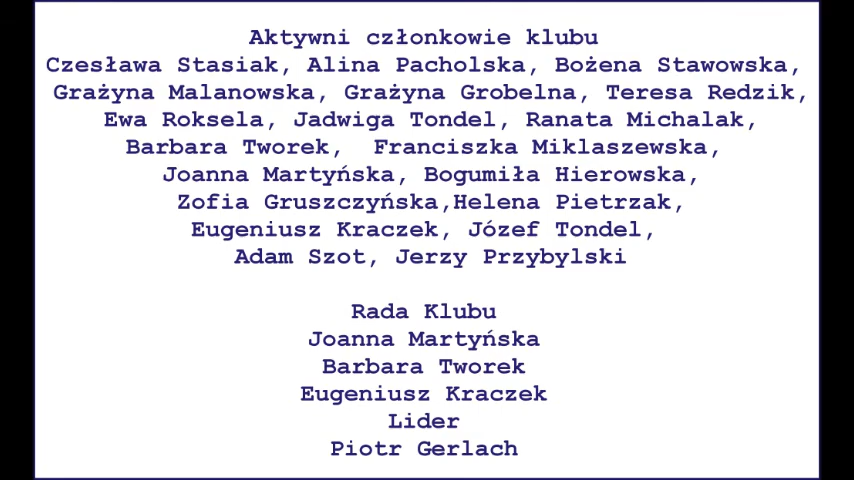 Aktywni członkowie klubu
Czesława Stasiak, Alina Pacholska, Bożena Stawowska,
Grażyna Malanowska, Grażyna Grobelna, Teresa Redzik,
Ewa Roksela, Jadwiga Tondel, Ranata Michalak,
Barbara Tworek, Franciszka Miklaszewska,
Joanna Martyńska, Bogumiła Hierowska,
Zofia Gruszczyńska,Helena Pietrzak,
Eugeniusz Kraczek, Józef Tondel,
Adam Szot, Jerzy Przybylski
Rada Klubu
Joanna Martyńska
Barbara Tworek
Eugeniusz Kraczek
Lider
Piotr Gerlach